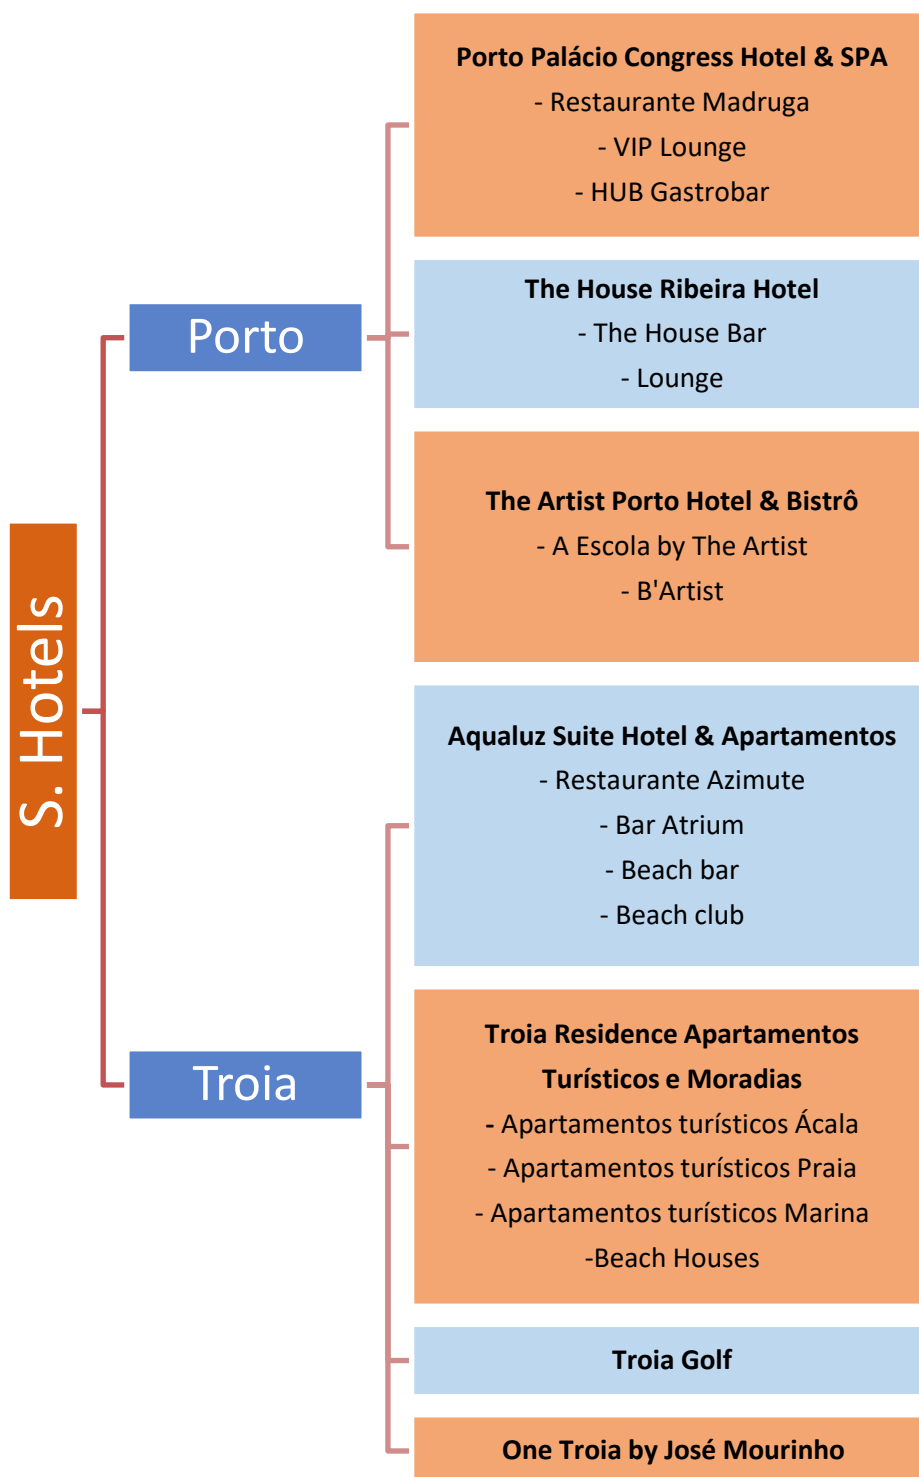 S. Hotels
Porto
Porto Palácio Congress Hotel & SPA
- Restaurante Madruga
- VIP Lounge
- HUB Gastrobar
The House Ribeira Hotel
- The House Bar
- Lounge
The Artist Porto Hotel & Bistrô
- A Escola by The Artist
- B'Artist
Troia
Aqualuz Suite Hotel & Apartamentos
- Restaurante Azimute
- Bar Atrium
- Beach bar
- Beach club
Troia Residence Apartamentos
Turísticos e Moradias
- Apartamentos turísticos Ácala
- Apartamentos turísticos Praia
- Apartamentos turísticos Marina
-Beach Houses
Troia Golf
One Troia by José Mourinho